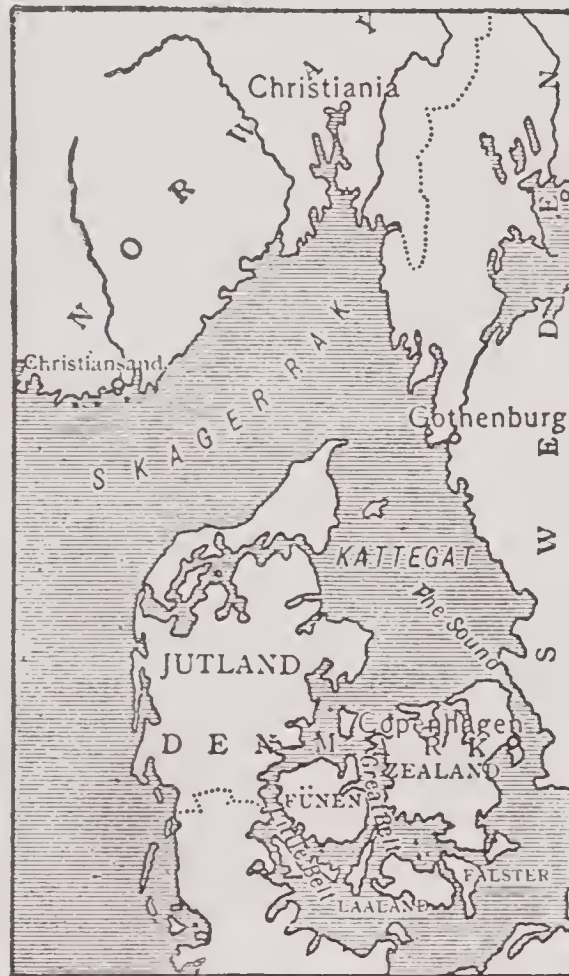 NORWAY
Christiania
SWEDEN
Christiansand
SKAGERRAK
Gothenburg
KATTEGAT
The Sound
JUTLAND
Copenhagen
DENMARK
ZEALAND
Great Belt
FÜNEN
Little Belt
FALSTER
LAALAND